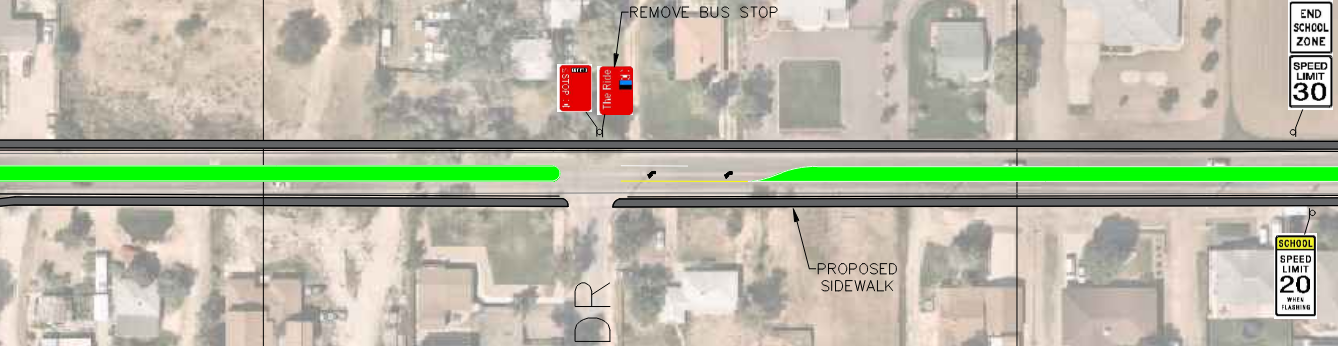 REMOVE BUS STOP
STOP
The Ride
END
SCHOOL
ZONE
SPEED
LIMIT
30
PROPOSED
SIDEWALK
DR
SCHOOL
SPEED
LIMIT
20
WHEN
FLASHING